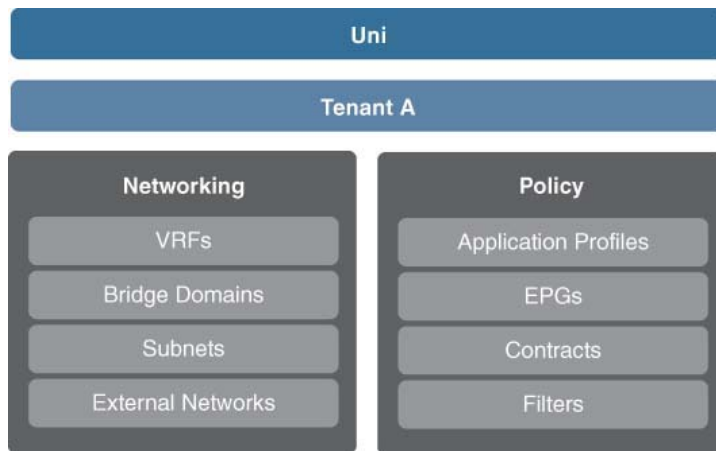 Uni
Tenant A
Networking
VRFs
Bridge Domains
Subnets
External Networks
Policy
Application Profiles
EPGs
Contracts
Filters